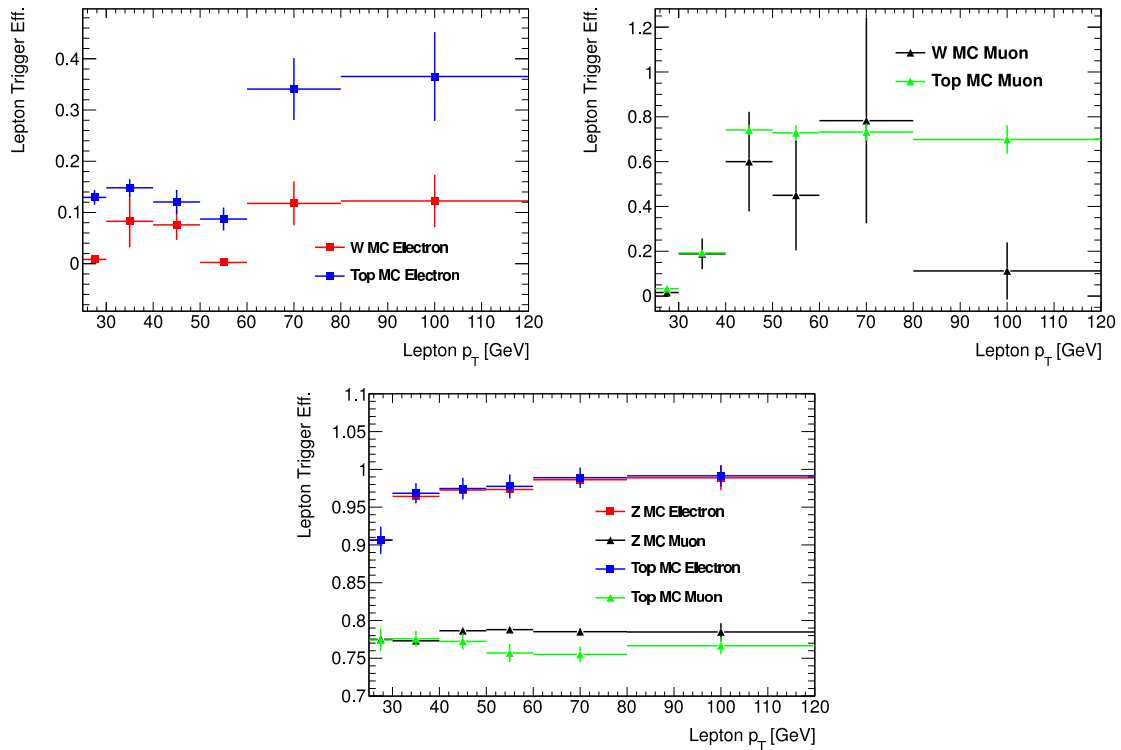 Lepton Trigger Eff.
0.4
0.3
0.2
0.1
0
W MC Electron
Top MC Electron
30 40 50 60 70 80 90 100 110 120
Lepton p_T [GeV]
Lepton Trigger Eff.
1.2
1
0.8
0.6
0.4
0.2
0
W MC Muon
Top MC Muon
30 40 50 60 70 80 90 100 110 120
Lepton p_T [GeV]
Lepton Trigger Eff.
1.1
1.05
1
0.95
0.9
0.85
0.8
0.75
0.7
Z MC Electron
Z MC Muon
Top MC Electron
Top MC Muon
30 40 50 60 70 80 90 100 110 120
Lepton p_T [GeV]